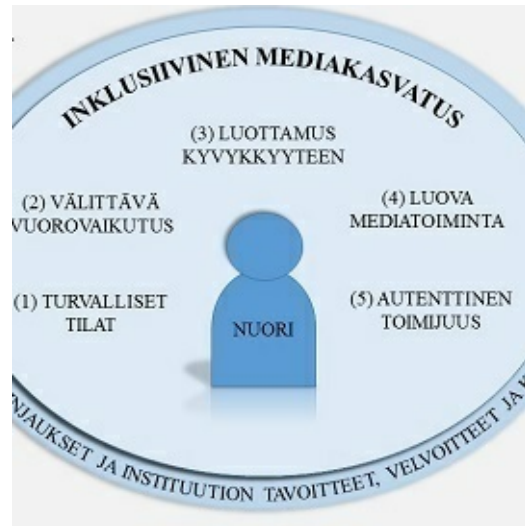 INKLUSIIVINEN MEDIAKASVATUS
(3) LUOTTAMUS
KYVYKKYYTEEN
(2) VÄLITTÄVÄ
VUOROVAIKUTUS
(4) LUOVA
MEDIATOIMINTA
(1) TURVALLISET
TILAT
(5) AUTENTTINEN
TOIMIJUUS
NUORI
JA INSTITUUTION TAVOITTEET, VELVOITTEET JA